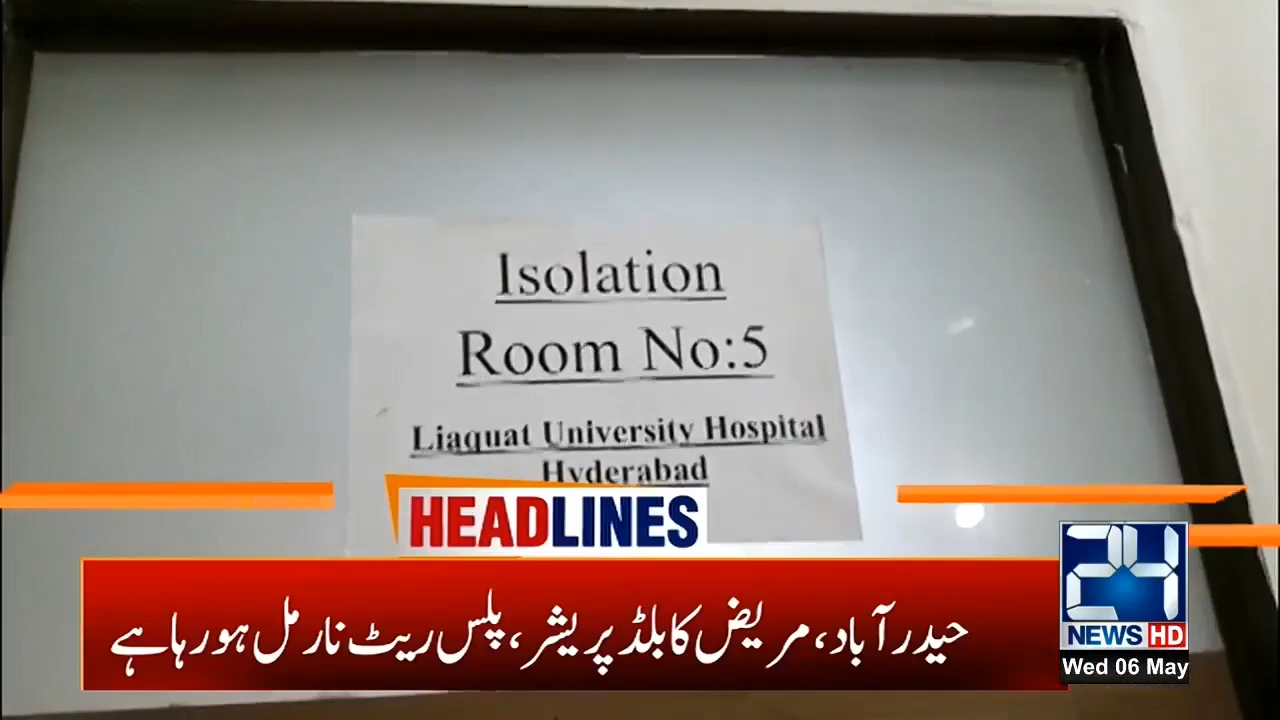 Isolation
Room No:5
Liaquat University Hospital
Hyderabad
HEADLINES
حیدرآباد، مریض کا بلڈ پریشر، پلس ریٹ نارمل ہو رہا ہے
24
NEWS HD
Wed 06 May